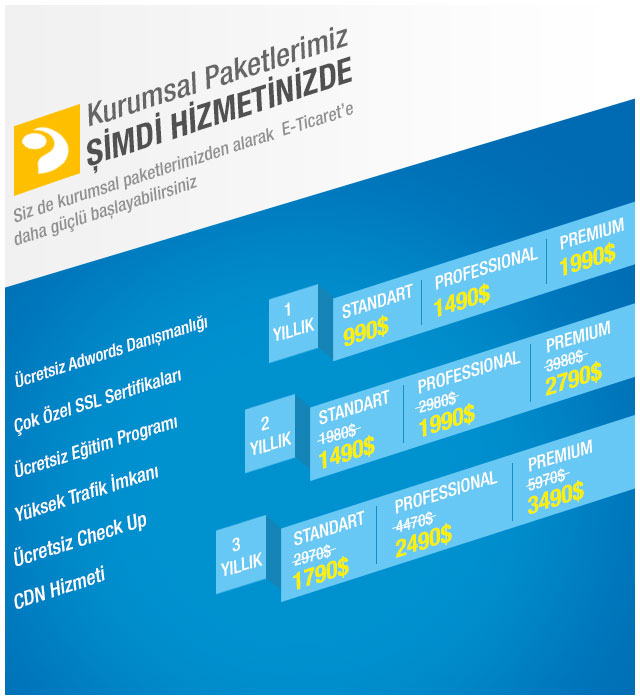 Kurumsal Paketlerimiz
ŞİMDİ HİZMETİNİZDE
Siz de kurumsal paketlerimizden alarak E-Ticaret'e
daha güçlü başlayabilirsiniz
Ücretsiz Adwords Danışmanlığı
Çok Özel SSL Sertifikaları
Ücretsiz Eğitim Programı
Yüksek Trafik İmkanı
Ücretsiz Check Up
CDN Hizmeti
1
YILLIK
STANDART
990$
PROFESSIONAL
1490$
PREMIUM
1990$
2
YILLIK
STANDART
1980$
1490$
PROFESSIONAL
2980$
1990$
PREMIUM
3980$
2790$
3
YILLIK
STANDART
2970$
1790$
PROFESSIONAL
4470$
2490$
PREMIUM
5970$
3490$